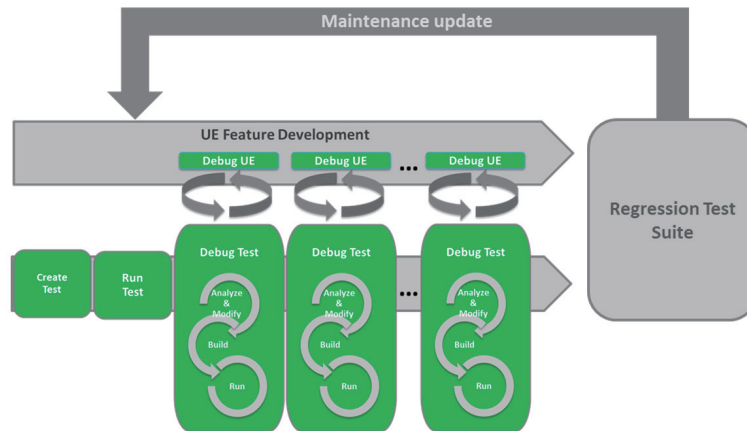 Maintenance update
UE Feature Development
Debug UE
Debug UE
...
Debug UE
Regression Test
Suite
Create
Test
Run
Test
Debug Test
Analyze
&
Modify
Build
Run
Debug Test
Analyze
&
Modify
Build
Run
...
Debug Test
Analyze
&
Modify
Build
Run